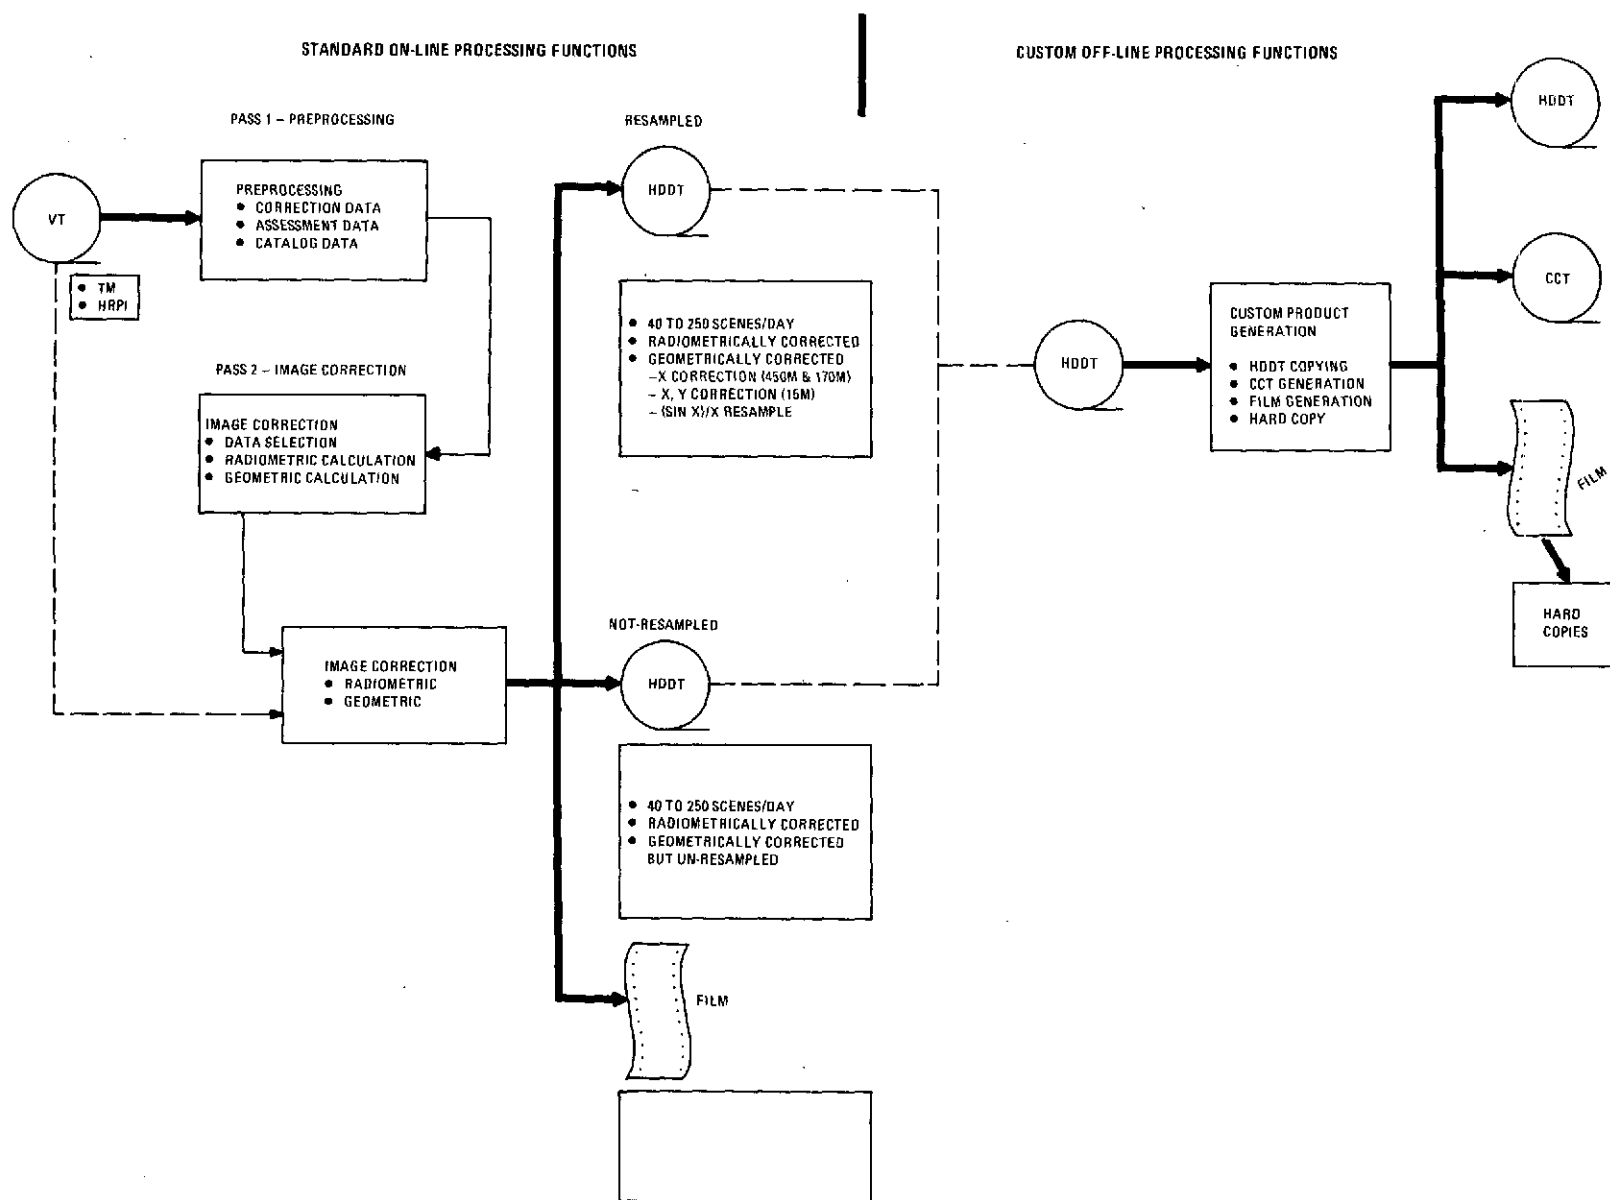 STANDARD ON-LINE PROCESSING FUNCTIONS
CUSTOM OFF-LINE PROCESSING FUNCTIONS
PASS 1 – PREPROCESSING
VT
● TM
● HRPI
PREPROCESSING
● CORRECTION DATA
● ASSESSMENT DATA
● CATALOG DATA
PASS 2 – IMAGE CORRECTION
IMAGE CORRECTION
● DATA SELECTION
● RADIOMETRIC CALCULATION
● GEOMETRIC CALCULATION
IMAGE CORRECTION
● RADIOMETRIC
● GEOMETRIC
RESAMPLED
HDDT
● 40 TO 250 SCENES/DAY
● RADIOMETRICALLY CORRECTED
● GEOMETRICALLY CORRECTED
–X CORRECTION (450M & 170M)
– X, Y CORRECTION (15M)
– (SIN X)/X RESAMPLE
NOT-RESAMPLED
HDDT
● 40 TO 250 SCENES/DAY
● RADIOMETRICALLY CORRECTED
● GEOMETRICALLY CORRECTED
BUT UN-RESAMPLED
FILM
HDDT
CUSTOM PRODUCT
GENERATION
● HDDT COPYING
● CCT GENERATION
● FILM GENERATION
● HARD COPY
HDDT
CCT
FILM
HARD
COPIES